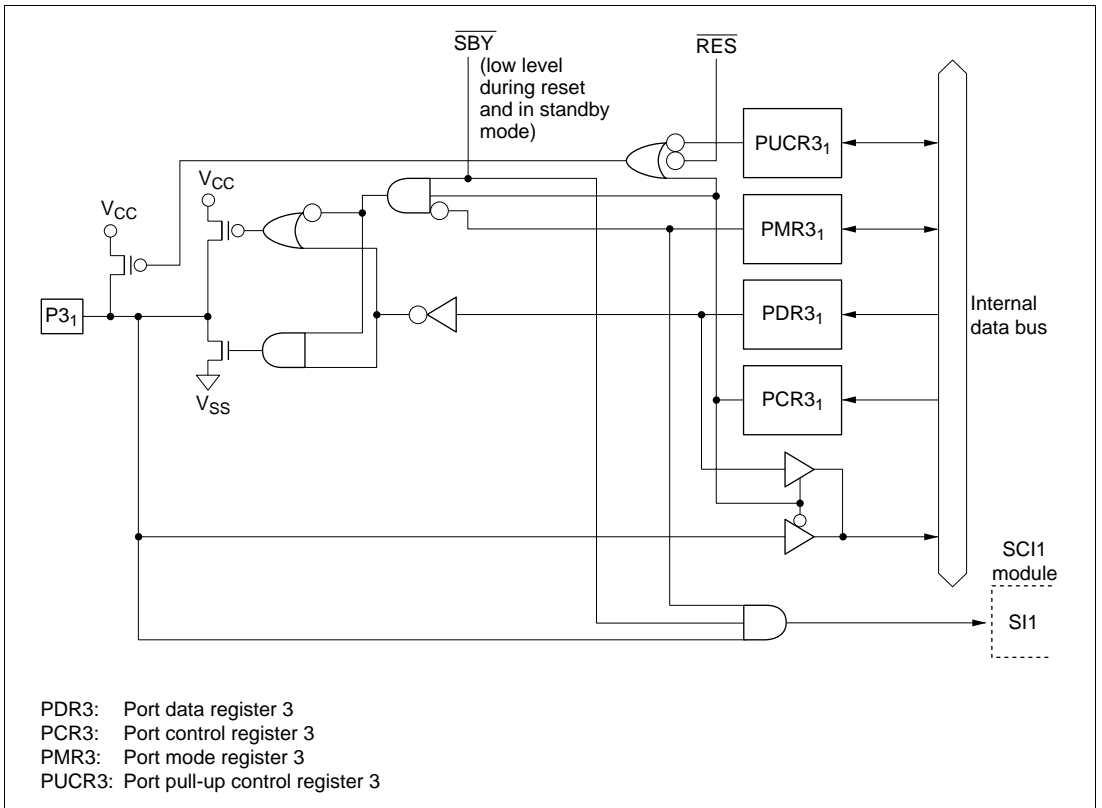 SBY
(low level
during reset
and in standby
mode)
RES
PUCR3₁
VCC
VCC
PMR3₁
P3₁
PDR3₁
Internal
data bus
PCR3₁
VSS
SCI1
module
SI1
PDR3: Port data register 3
PCR3: Port control register 3
PMR3: Port mode register 3
PUCR3: Port pull-up control register 3